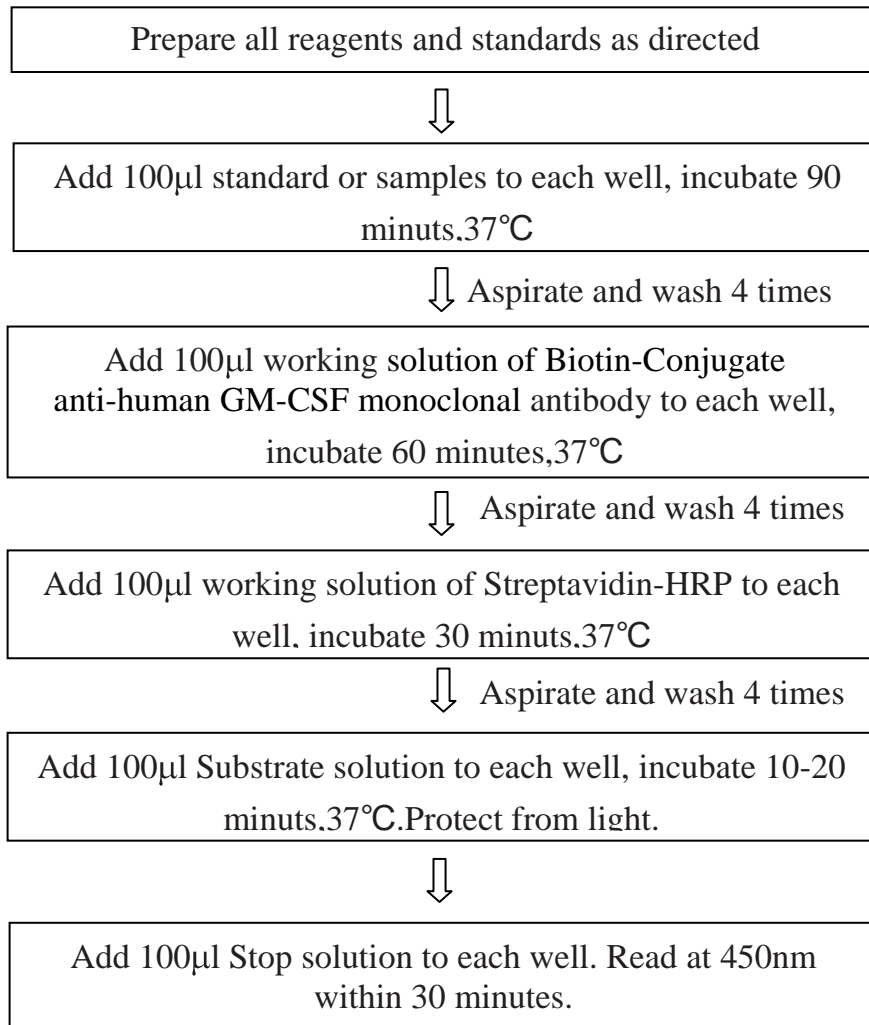 Prepare all reagents and standards as directed
Add 100μl standard or samples to each well, incubate 90
minuts,37℃
Aspirate and wash 4 times
Add 100μl working solution of Biotin-Conjugate
anti-human GM-CSF monoclonal antibody to each well,
incubate 60 minutes,37℃
Aspirate and wash 4 times
Add 100μl working solution of Streptavidin-HRP to each
well, incubate 30 minuts,37℃
Aspirate and wash 4 times
Add 100μl Substrate solution to each well, incubate 10-20
minuts,37℃.Protect from light.
Add 100μl Stop solution to each well. Read at 450nm
within 30 minutes.